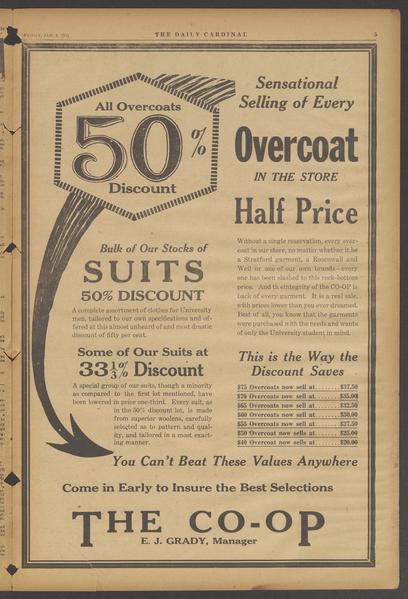 THE DAILY CARDINAL
5
All Overcoats
50%
Discount
Sensational
Selling of Every
Overcoat
IN THE STORE
Half Price
Without a single reservation, every over-
coat in our store, no matter whether it be
a Stratford garment, a Rosenwall and
Weil or one of our own brands—every
one has been slashed to this rock-bottom
price. And th eintegrity of the CO-OP is
back of every garment. It is a real sale,
with prices lower than you ever dreamed.
Best of all, you know that the garments
were purchased with the needs and wants
of only the University student in mind.
Bulk of Our Stocks of
SUITS
50% DISCOUNT
A complete assortment of clothes for University
men, tailored to our own specifications and of-
fered at this almost unheard of and most drastic
discount of fifty per cent.
Some of Our Suits at
33 1/3% Discount
A special group of our suits, though a minority
as compared to the first lot mentioned, have
been lowered in price one-third. Every suit, as
in the 50% discount lot, is made
from superior woolens, carefully
selected as to pattern and qual-
ity, and tailored in a most exact-
ing manner.
This is the Way the
Discount Saves
$75 Overcoats now sell at ....... $37.50
$70 Overcoats now sell at ....... $35.00
$65 Overcoats now sell at ....... $32.50
$60 Overcoats now sell at ....... $30.00
$55 Overcoats now sell at ....... $27.50
$50 Overcoats now sell at ....... $25.00
$40 Overcoat now sells at ....... $20.00
You Can't Beat These Values Anywhere
Come in Early to Insure the Best Selections
THE CO-OP
E. J. GRADY, Manager